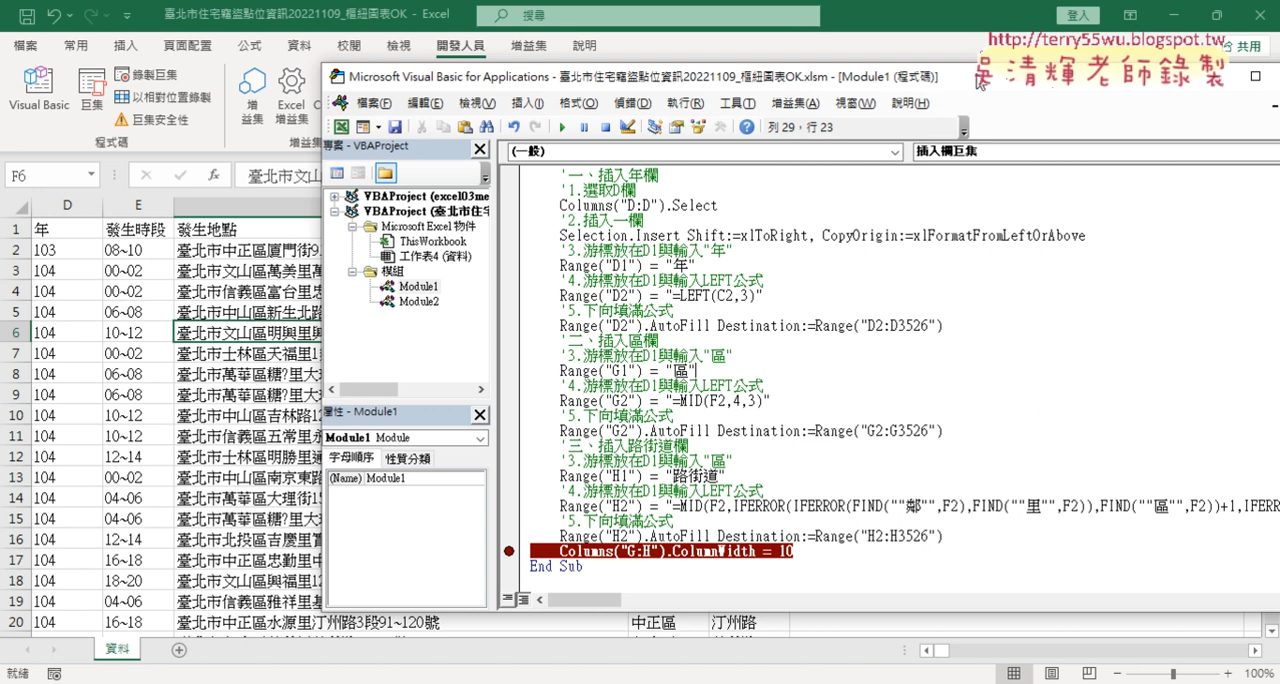 臺北市住宅竊盜點位資訊20221109_樞紐圖表OK - Excel
搜尋
登入
檔案 常用 插入 頁面配置 公式 資料 校閱 檢視 開發人員 增益集 說明
共用
http://terry55wu.blogspot.tw
吳清輝老師錄製
Visual Basic
巨集
錄製巨集
以相對位置錄製
巨集安全性
程式碼
增益集
Excel 增益集
Microsoft Visual Basic for Applications - 臺北市住宅竊盜點位資訊20221109_樞紐圖表OK.xlsm - [Module1 (程式碼)]
檔案(F) 編輯(E) 檢視(V) 插入(I) 格式(O) 偵錯(D) 執行(R) 工具(T) 增益集(A) 視窗(W) 說明(H)
列 29，行 23
專案 - VBAProject
VBAProject (excel03me
VBAProject (臺北市住宅
Microsoft Excel 物件
ThisWorkbook
工作表4 (資料)
模組
Module1
Module2
屬性 - Module1
Module1 Module
字母順序 性質分類
(Name) Module1
(一般)
插入欄巨集
'一、插入年欄
'1.選取D欄
Columns("D:D").Select
'2.插入一欄
Selection.Insert Shift:=xlToRight, CopyOrigin:=xlFormatFromLeftOrAbove
'3.游標放在D1與輸入"年"
Range("D1") = "年"
'4.游標放在D1與輸入LEFT公式
Range("D2") = "=LEFT(C2,3)"
'5.下向填滿公式
Range("D2").AutoFill Destination:=Range("D2:D3526")
'二、插入區欄
'3.游標放在D1與輸入"區"
Range("G1") = "區"
'4.游標放在D1與輸入LEFT公式
Range("G2") = "=MID(F2,4,3)"
'5.下向填滿公式
Range("G2").AutoFill Destination:=Range("G2:G3526")
'三、插入路街道欄
'3.游標放在D1與輸入"區"
Range("H1") = "路街道"
'4.游標放在D1與輸入LEFT公式
Range("H2") = "=MID(F2,IFERROR(IFERROR(FIND(""鄰"",F2),FIND(""里"",F2)),FIND(""區"",F2))+1,IFER
'5.下向填滿公式
Range("H2").AutoFill Destination:=Range("H2:H3526")
Columns("G:H").ColumnWidth = 10
End Sub
F6
臺北市文山
D E
1 年 發生時段 發生地點
2 103 08~10 臺北市中正區廈門街9
3 104 00~02 臺北市文山區萬美里萬
4 104 00~02 臺北市信義區富台里忠
5 104 06~08 臺北市中山區新生北路
6 104 10~12 臺北市文山區明興里興
7 104 00~02 臺北市士林區天福里1
8 104 06~08 臺北市萬華區糖?里大
9 104 06~08 臺北市萬華區糖?里大
10 104 10~12 臺北市中山區吉林路1
11 104 10~12 臺北市信義區五常里永
12 104 12~14 臺北市士林區明勝里通
13 104 00~02 臺北市中山區南京東路
14 104 04~06 臺北市萬華區大理街1
15 104 04~06 臺北市萬華區糖?里大
16 104 12~14 臺北市北投區吉慶里實
17 104 16~18 臺北市文山區忠勤里中
18 104 18~20 臺北市文山區興福里1
19 104 04~06 臺北市信義區雅祥里基
20 104 16~18 臺北市中正區水源里汀州路3段91~120號 中正區 汀州路
資料
就緒
100%